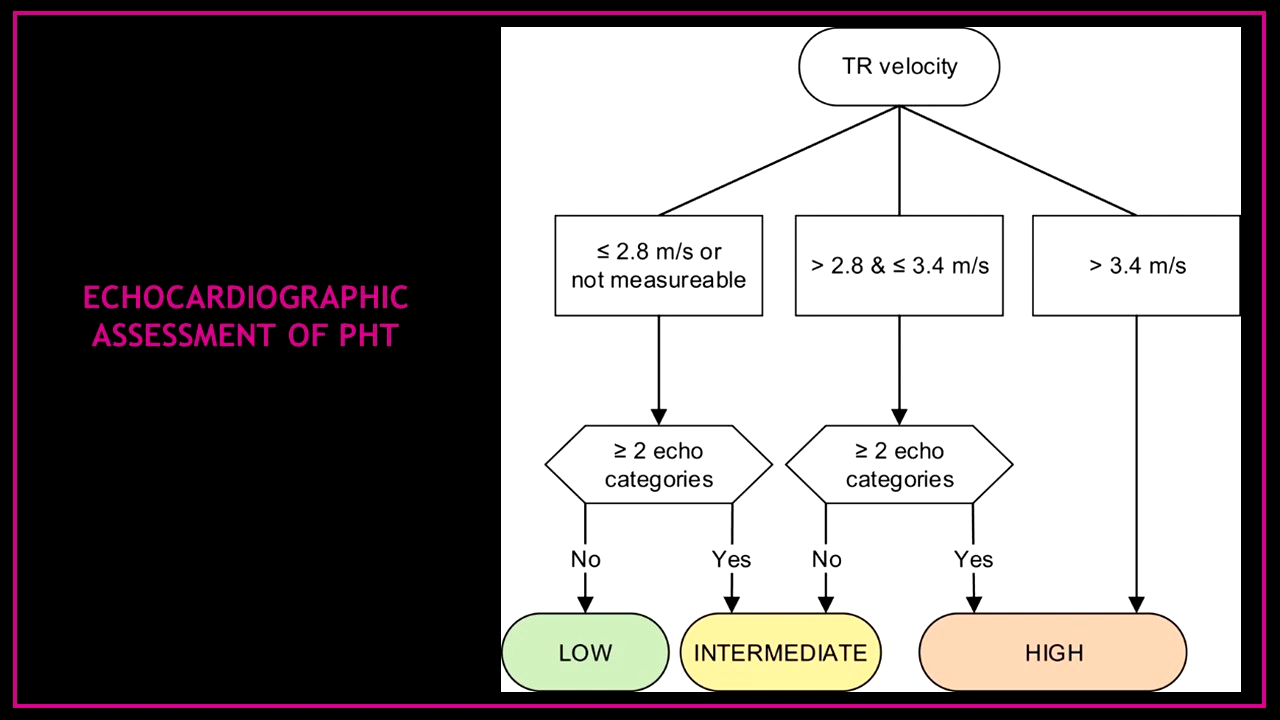 ECHOCARDIOGRAPHIC
ASSESSMENT OF PHT
TR velocity
≤ 2.8 m/s or
not measureable
> 2.8 & ≤ 3.4 m/s
> 3.4 m/s
≥ 2 echo
categories
≥ 2 echo
categories
No
Yes
No
Yes
LOW
INTERMEDIATE
HIGH